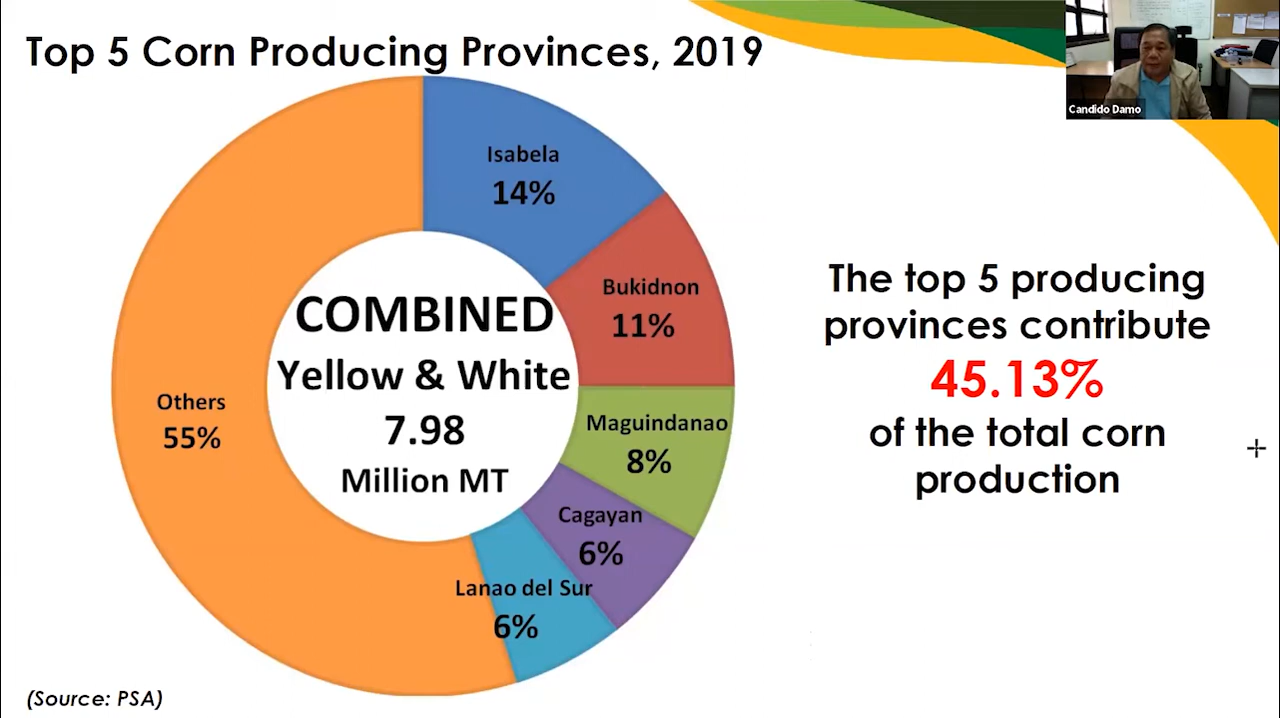 Top 5 Corn Producing Provinces, 2019
Candido Damo
Isabela
14%
Bukidnon
11%
Maguindanao
8%
Cagayan
6%
Lanao del Sur
6%
Others
55%
COMBINED
Yellow & White
7.98
Million MT
The top 5 producing
provinces contribute
45.13%
of the total corn
production
(Source: PSA)